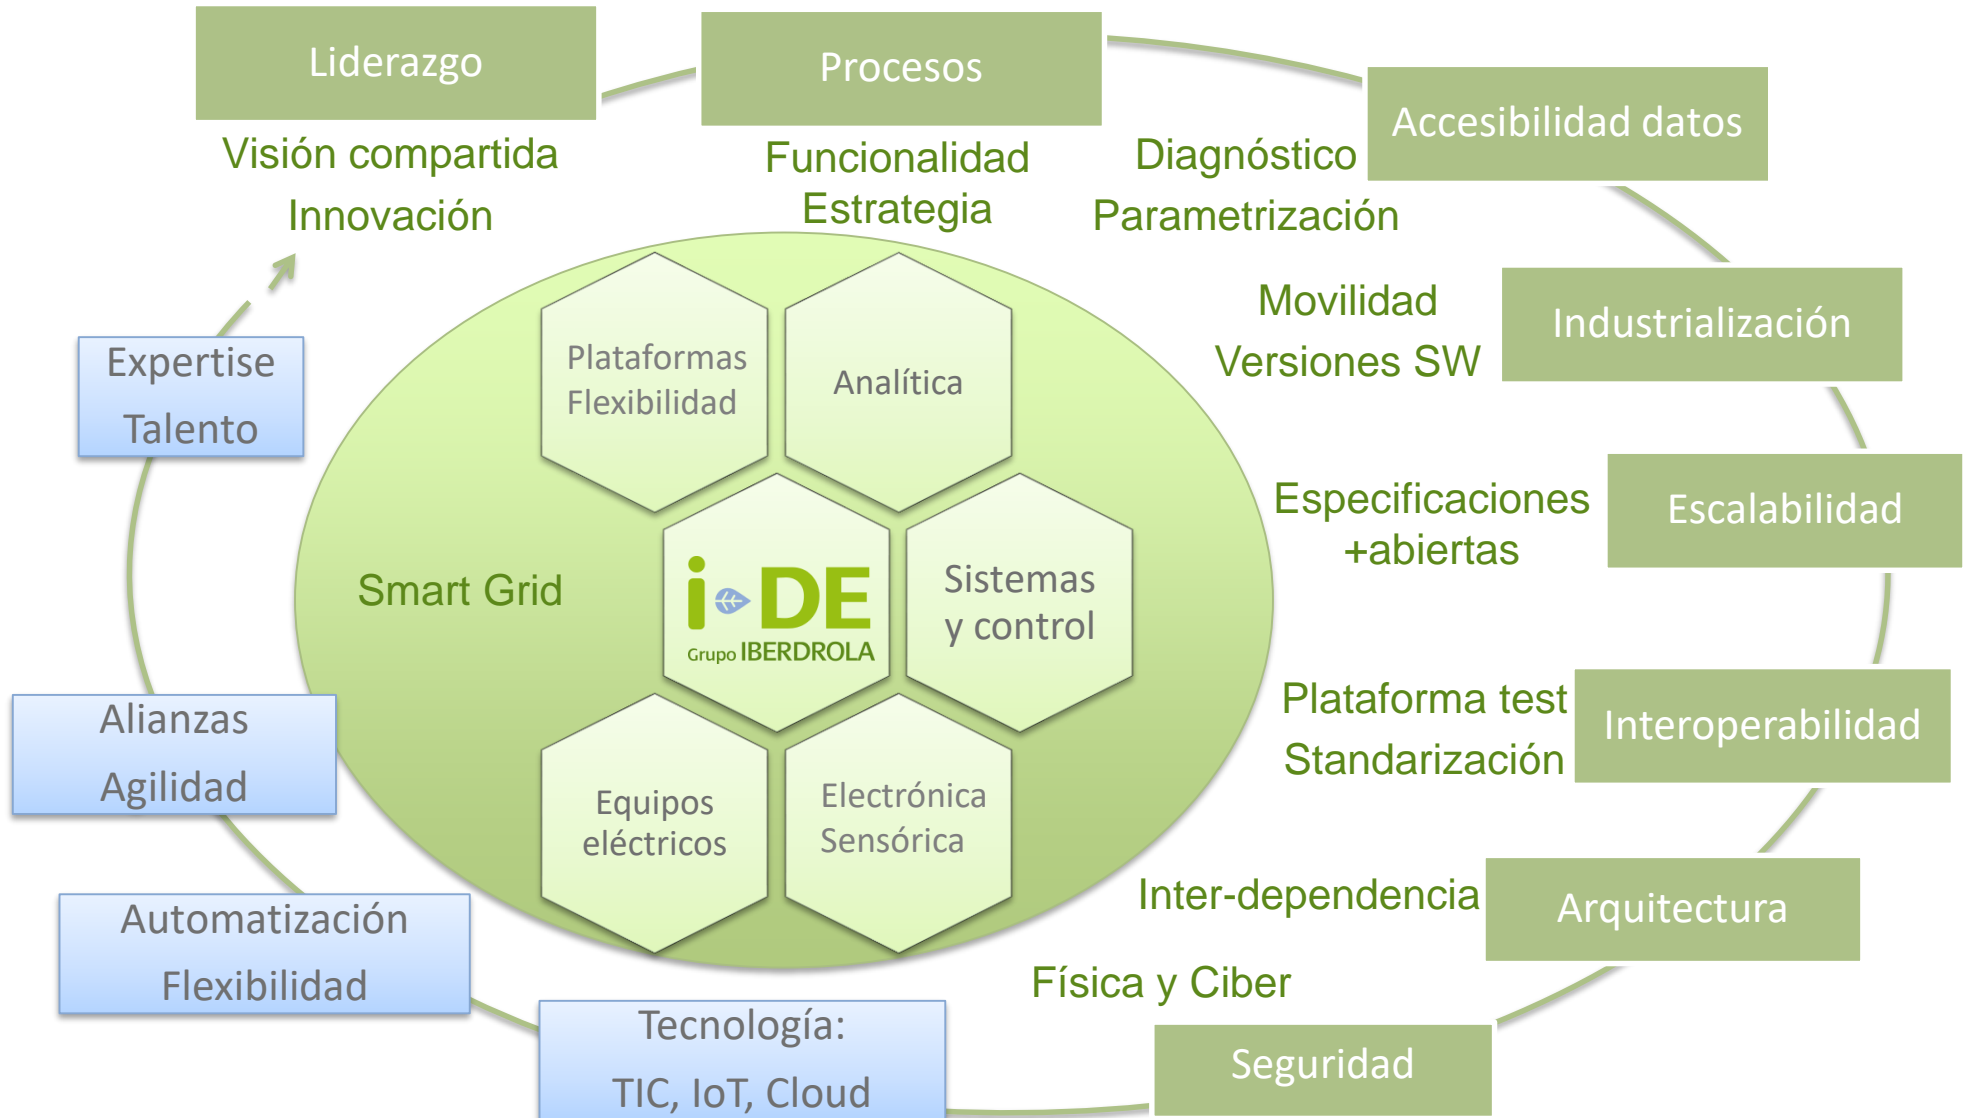 Liderazgo
Visión compartida
Innovación
Procesos
Funcionalidad
Estrategia
Accesibilidad datos
Diagnóstico
Parametrización
Industrialización
Movilidad
Versiones SW
Escalabilidad
Especificaciones
+abiertas
Interoperabilidad
Plataforma test
Standarización
Arquitectura
Inter-dependencia
Seguridad
Física y Ciber
Tecnología:
TIC, IoT, Cloud
Automatización
Flexibilidad
Alianzas
Agilidad
Expertise
Talento
Smart Grid
Plataformas
Flexibilidad
Analítica
i DE
Grupo IBERDROLA
Sistemas
y control
Equipos
eléctricos
Electrónica
Sensórica